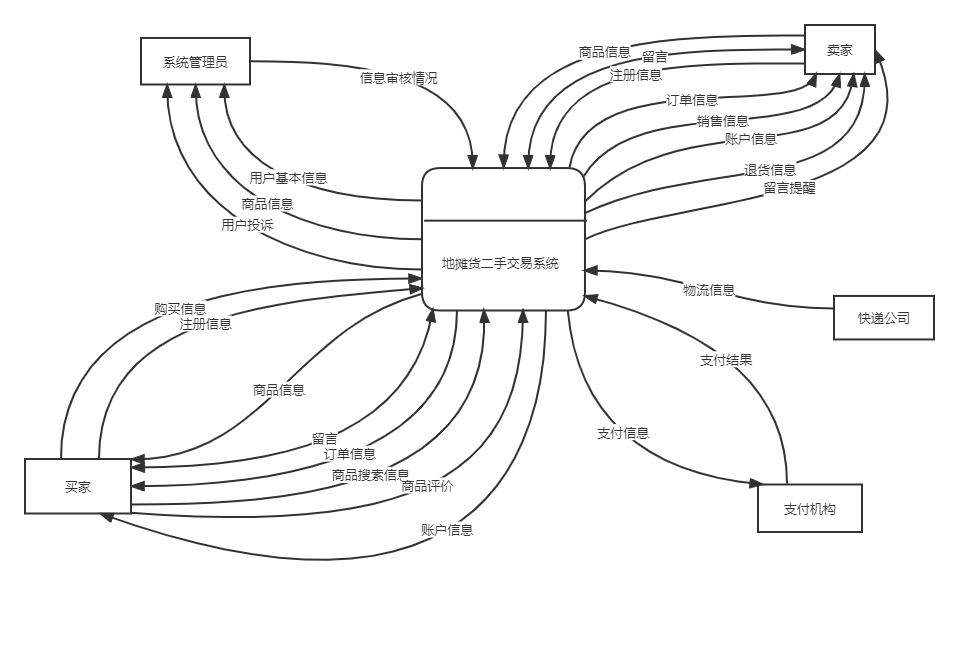 卖家
商品信息
留言
系统管理员
注册信息
信息审核情况
订单信息
销售信息
账户信息
退货信息
用户基本信息
留言提醒
商品信息
用户投诉
地摊货二手交易系统
物流信息
购买信息
快递公司
注册信息
支付结果
商品信息
支付信息
留言
订单信息
商品搜索信息
商品评价
买家
支付机构
账户信息